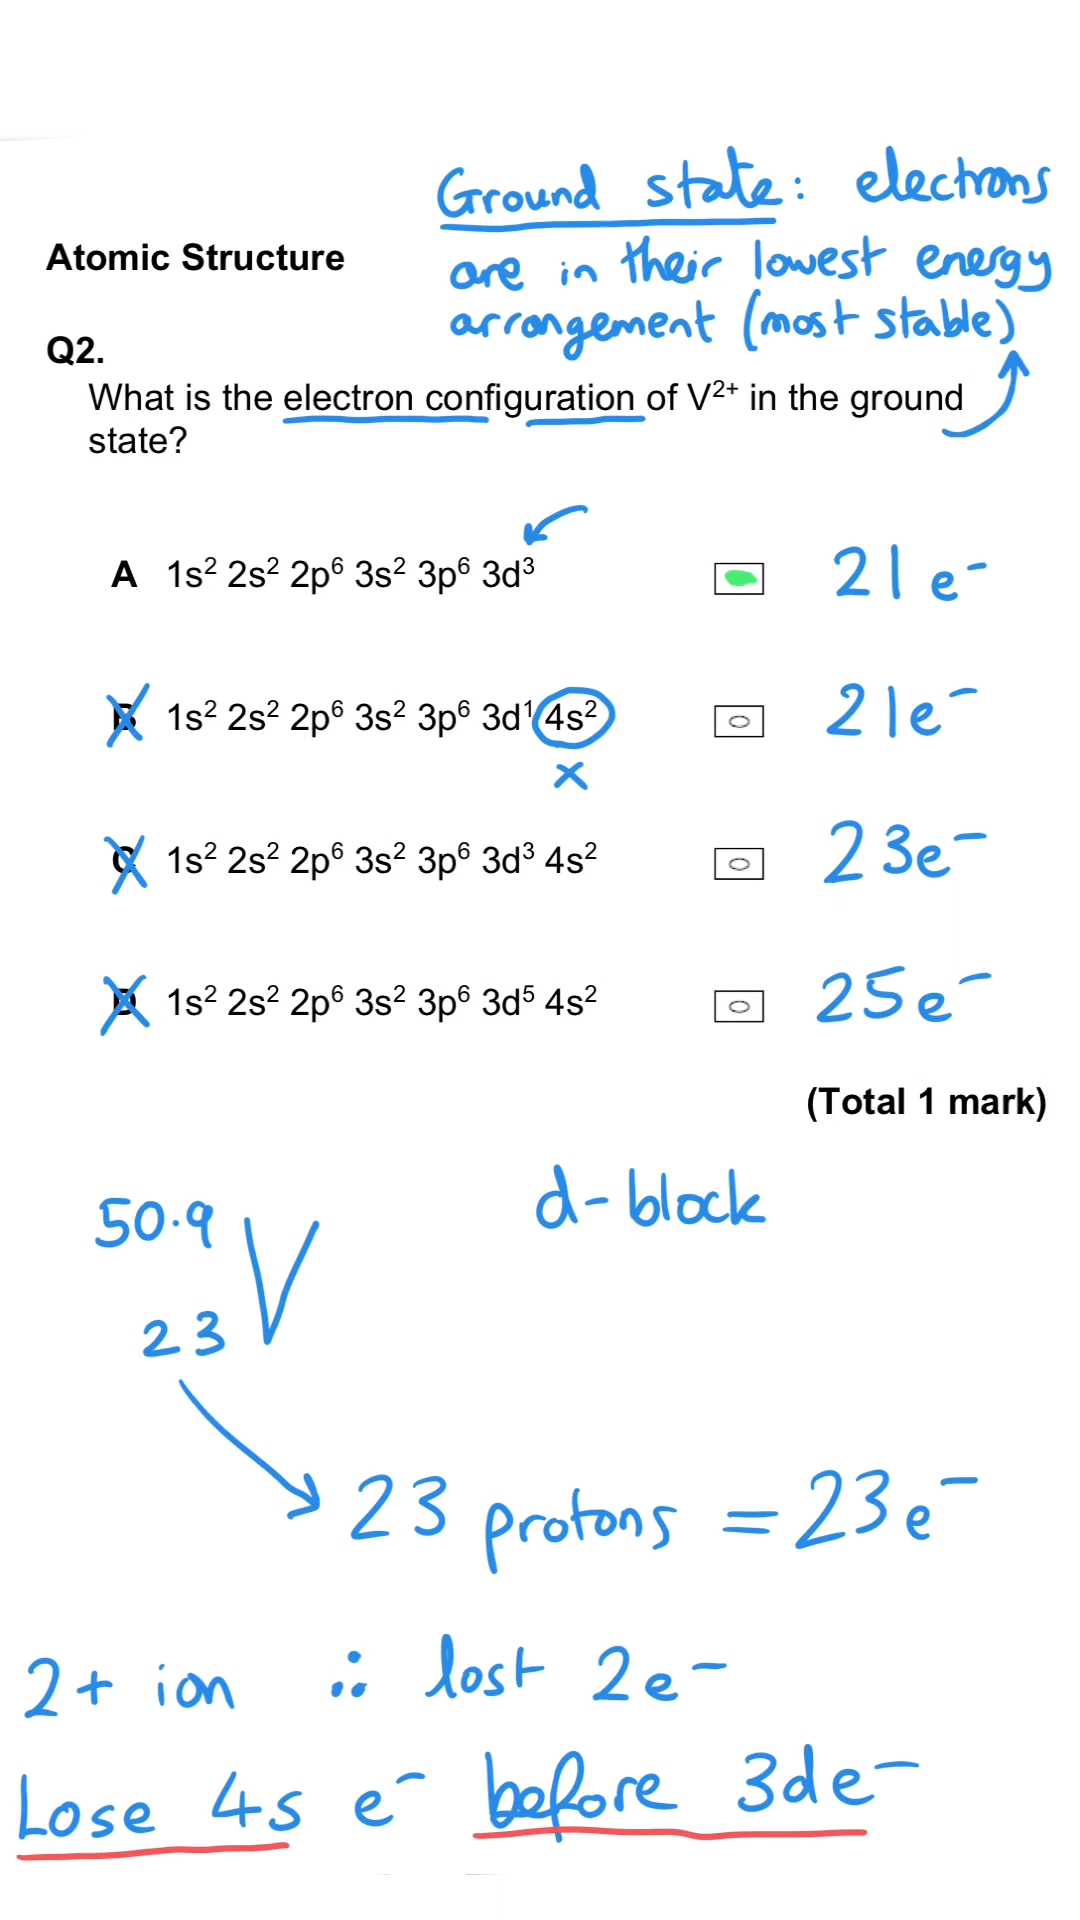 Ground state: electrons
are in their lowest energy
arrangement (most stable)
Atomic Structure
Q2.
What is the electron configuration of V²⁺ in the ground
state?
A 1s² 2s² 2p⁶ 3s² 3p⁶ 3d³ 21e⁻
B 1s² 2s² 2p⁶ 3s² 3p⁶ 3d¹ 4s² 21e⁻
x
C 1s² 2s² 2p⁶ 3s² 3p⁶ 3d³ 4s² 23e⁻
D 1s² 2s² 2p⁶ 3s² 3p⁶ 3d⁵ 4s² 25e⁻
(Total 1 mark)
d-block
50.9
V
23
23 protons = 23e⁻
2+ ion ∴ lost 2e⁻
Lose 4s e⁻ before 3de⁻